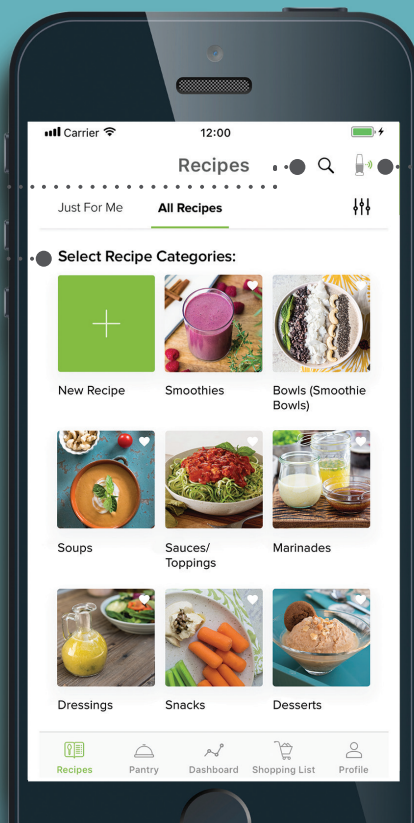 Carrier
12:00
Recipes
Just For Me
All Recipes
Select Recipe Categories:
New Recipe
Smoothies
Bowls (Smoothie
Bowls)
Soups
Sauces/
Toppings
Marinades
Dressings
Snacks
Desserts
Recipes
Pantry
Dashboard
Shopping List
Profile